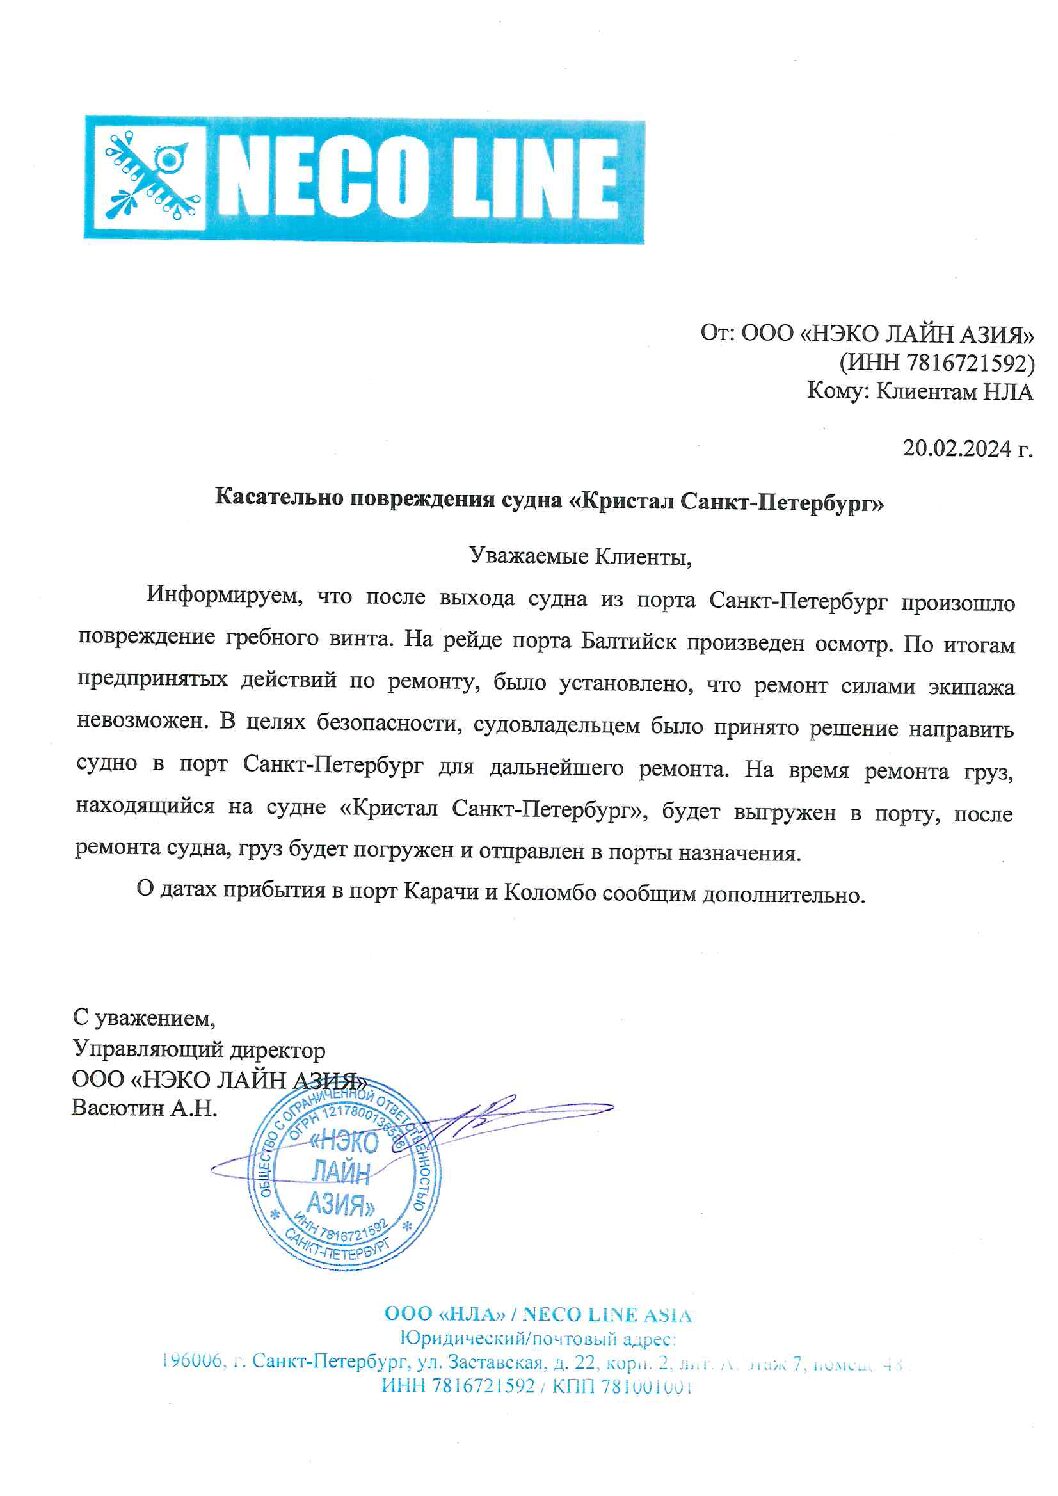 NECO LINE
От: ООО «НЭКО ЛАЙН АЗИЯ»
(ИНН 7816721592)
Кому: Клиентам НЛА
20.02.2024 г.
Касательно повреждения судна «Кристал Санкт-Петербург»
Уважаемые Клиенты,
Информируем, что после выхода судна из порта Санкт-Петербург произошло
повреждение гребного винта. На рейде порта Балтийск произведен осмотр. По итогам
предпринятых действий по ремонту, было установлено, что ремонт силами экипажа
невозможен. В целях безопасности, судовладельцем было принято решение направить
судно в порт Санкт-Петербург для дальнейшего ремонта. На время ремонта груз,
находящийся на судне «Кристал Санкт-Петербург», будет выгружен в порту, после
ремонта судна, груз будет погружен и отправлен в порты назначения.
О датах прибытия в порт Карачи и Коломбо сообщим дополнительно.
С уважением,
Управляющий директор
ООО «НЭКО ЛАЙН АЗИЯ»
Васютин А.Н.
ОБЩЕСТВО С ОГРАНИЧЕННОЙ ОТВЕТСТВЕННОСТЬЮ
ОГРН
«НЭКО
ЛАЙН
АЗИЯ»
ИНН 7816721592
САНКТ-ПЕТЕРБУРГ
ООО «НЛА» / NECO LINE ASIA
Юридический/почтовый адрес:
196006, г. Санкт-Петербург, ул. Заставская, д. 22, корп. 2, лит. А, этаж 7,
ИНН 7816721592 / КПП 781001001